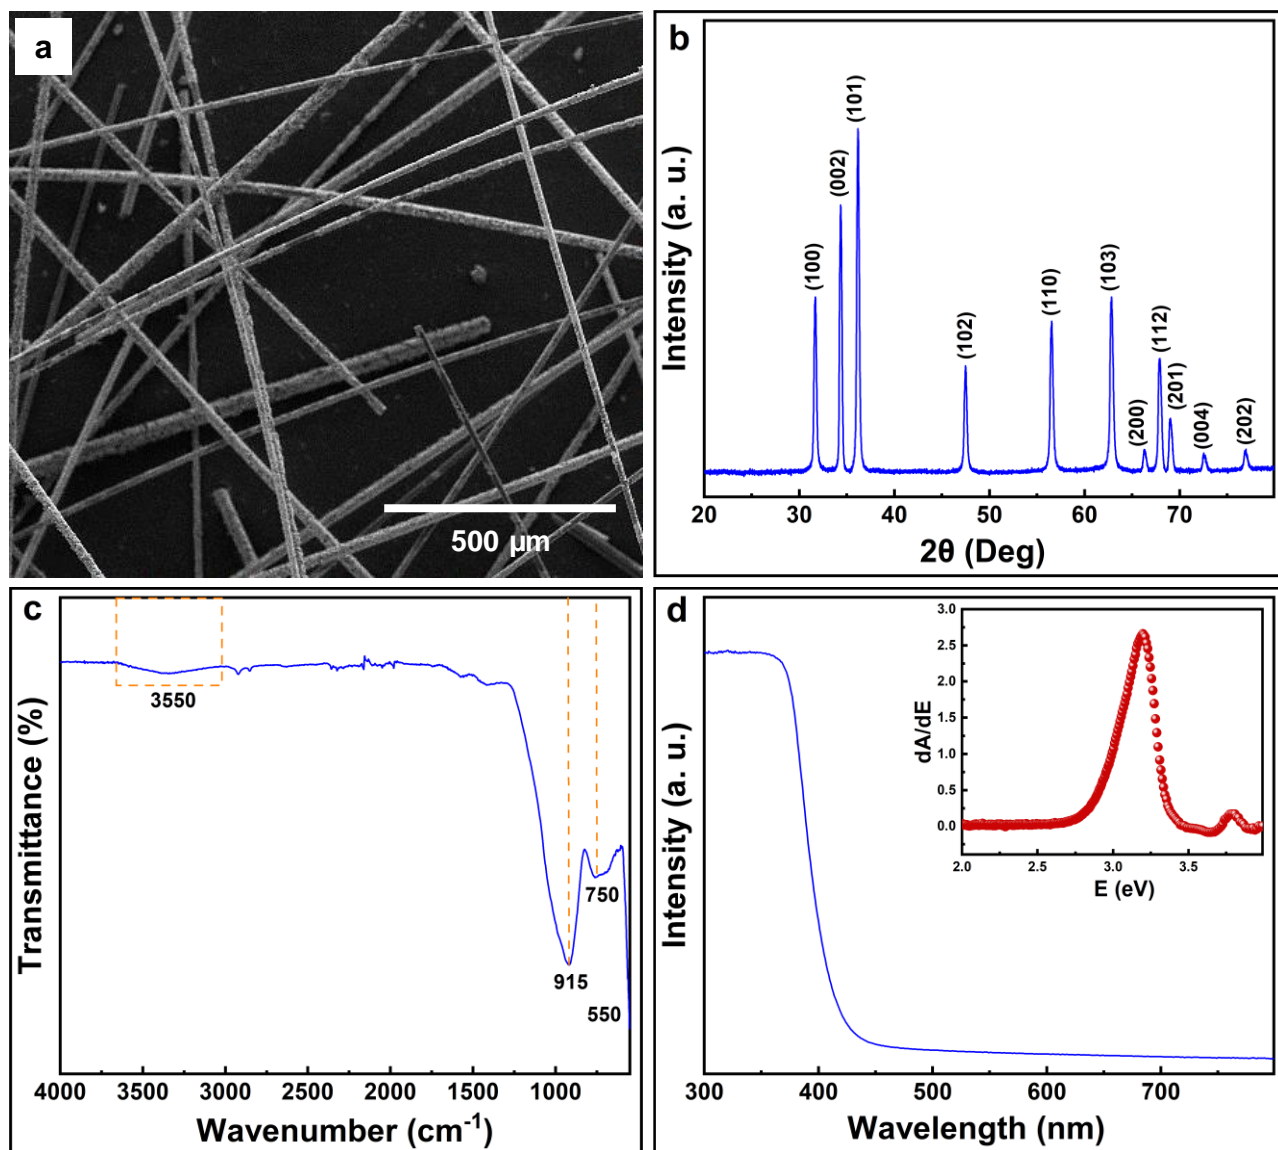 a
500 µm
b
Intensity (a. u.)
(100)
(002)
(101)
(102)
(110)
(103)
(200)
(112)
(201)
(004)
(202)
20 30 40 50 60 70
2θ (Deg)
c
Transmittance (%)
3550
915
750
550
4000 3500 3000 2500 2000 1500 1000
Wavenumber (cm⁻¹)
d
Intensity (a. u.)
300 400 500 600 700
Wavelength (nm)
dA/dE
3.0
2.5
2.0
1.5
1.0
0.5
0.0
2.0 2.5 3.0 3.5
E (eV)